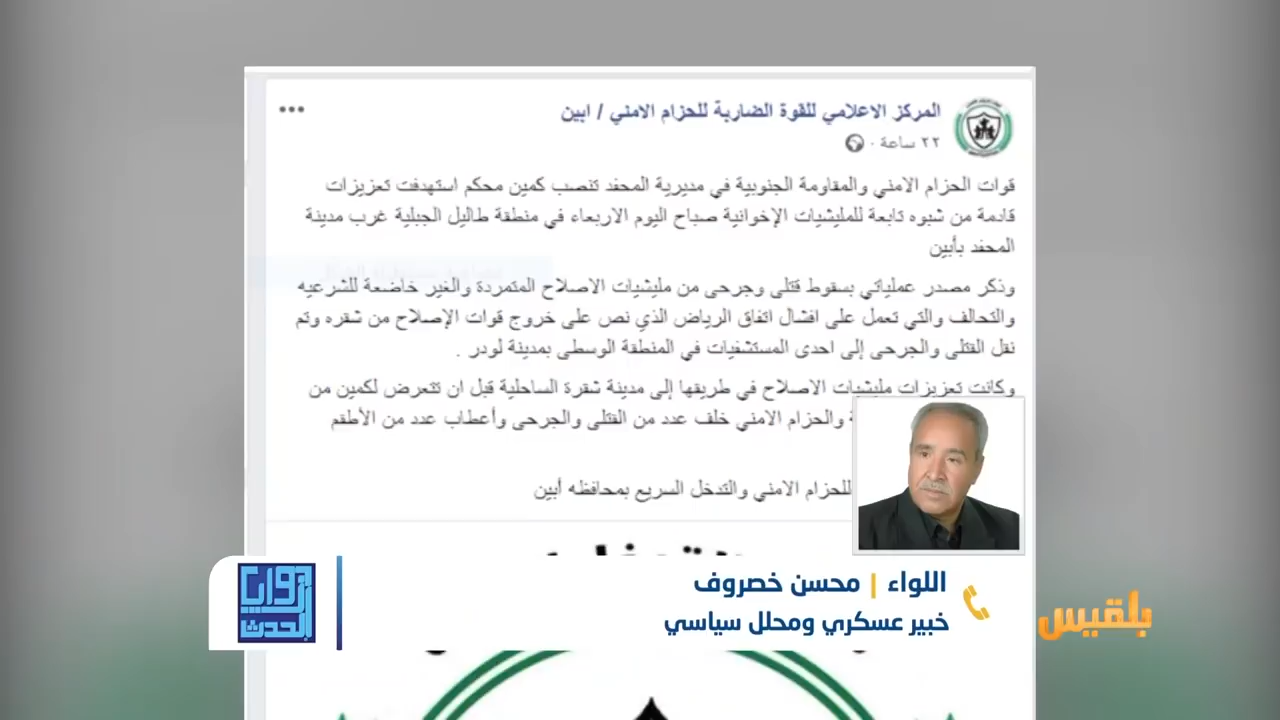 المركز الاعلامي للقوة الضاربة للحزام الامني / ابين
٢٢ ساعة ·
قوات الحزام الامني والمقاومة الجنوبية في مديرية المحفد تنصب كمين محكم استهدفت تعزيزات
قادمة من شبوه تابعة للمليشيات الإخوانية صباح اليوم الاربعاء في منطقة طاليل الجبلية غرب مدينة
المحفد بأبين
وذكر مصدر عملياتي بسقوط قتلى وجرحى من مليشيات الاصلاح المتمردة والغير خاضعة للشرعيه
والتحالف والتي تعمل على افشال اتفاق الرياض الذي نص على خروج قوات الإصلاح من شقره وتم
نقل القتلى والجرحى إلى احدى المستشفيات في المنطقة الوسطى بمدينة لودر .
وكانت تعزيزات مليشيات الاصلاح في طريقها إلى مدينة شقرة الساحلية قبل ان تتعرض لكمين من
والحزام الامني خلف عدد من القتلى والجرحى وأعطاب عدد من الأطقم
للحزام الامني والتدخل السريع بمحافظه أبين
اللواء | محسن خصروف
خبير عسكري ومحلل سياسي
بلقيس
زوايا الحدث